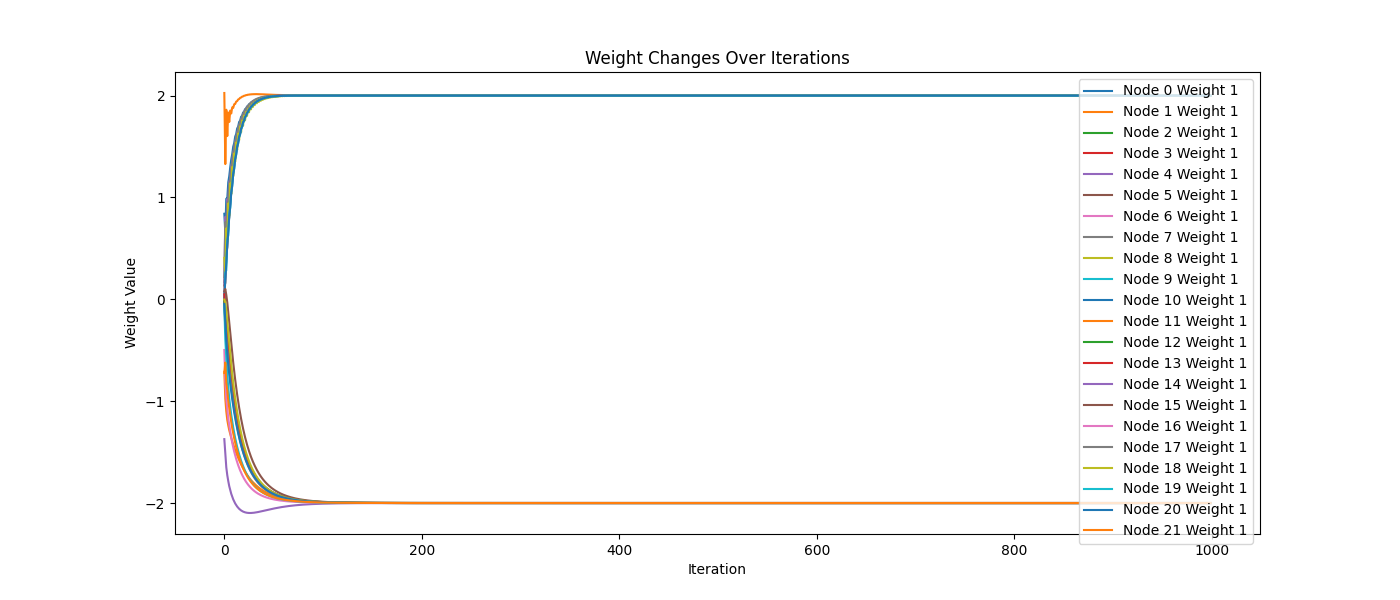 Weight Changes Over Iterations
Weight Value
2
1
0
−1
−2
Node 0 Weight 1
Node 1 Weight 1
Node 2 Weight 1
Node 3 Weight 1
Node 4 Weight 1
Node 5 Weight 1
Node 6 Weight 1
Node 7 Weight 1
Node 8 Weight 1
Node 9 Weight 1
Node 10 Weight 1
Node 11 Weight 1
Node 12 Weight 1
Node 13 Weight 1
Node 14 Weight 1
Node 15 Weight 1
Node 16 Weight 1
Node 17 Weight 1
Node 18 Weight 1
Node 19 Weight 1
Node 20 Weight 1
Node 21 Weight 1
0 200 400 600 800 1000
Iteration